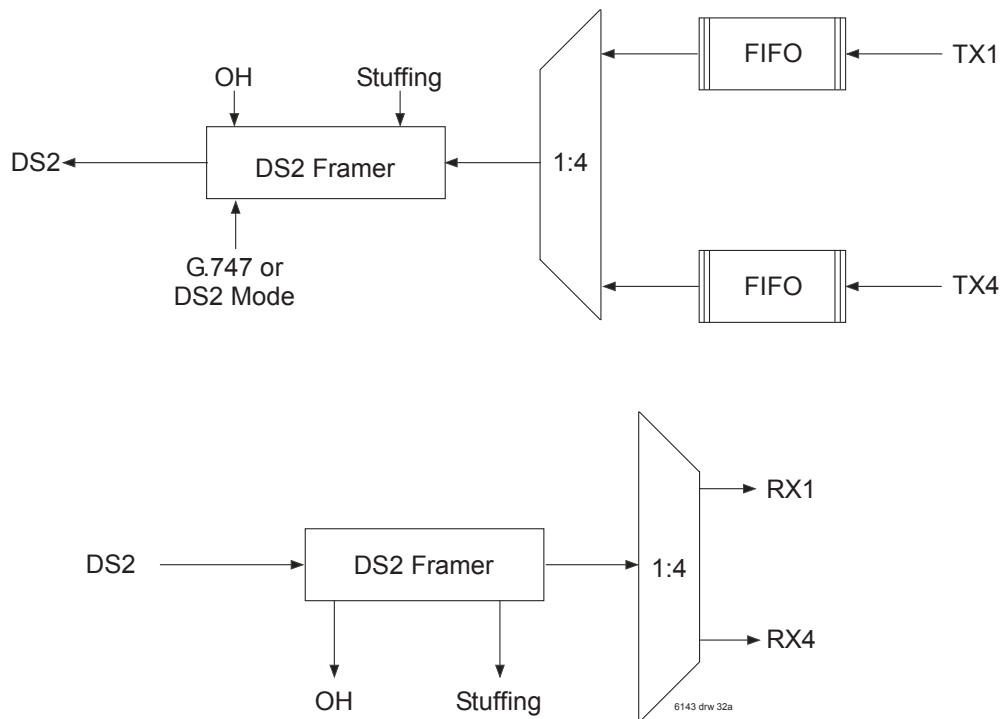 FIFO
TX1
OH
Stuffing
DS2
DS2 Framer
1:4
G.747 or
DS2 Mode
FIFO
TX4
RX1
DS2
DS2 Framer
1:4
RX4
OH
Stuffing
6143 drw 32a